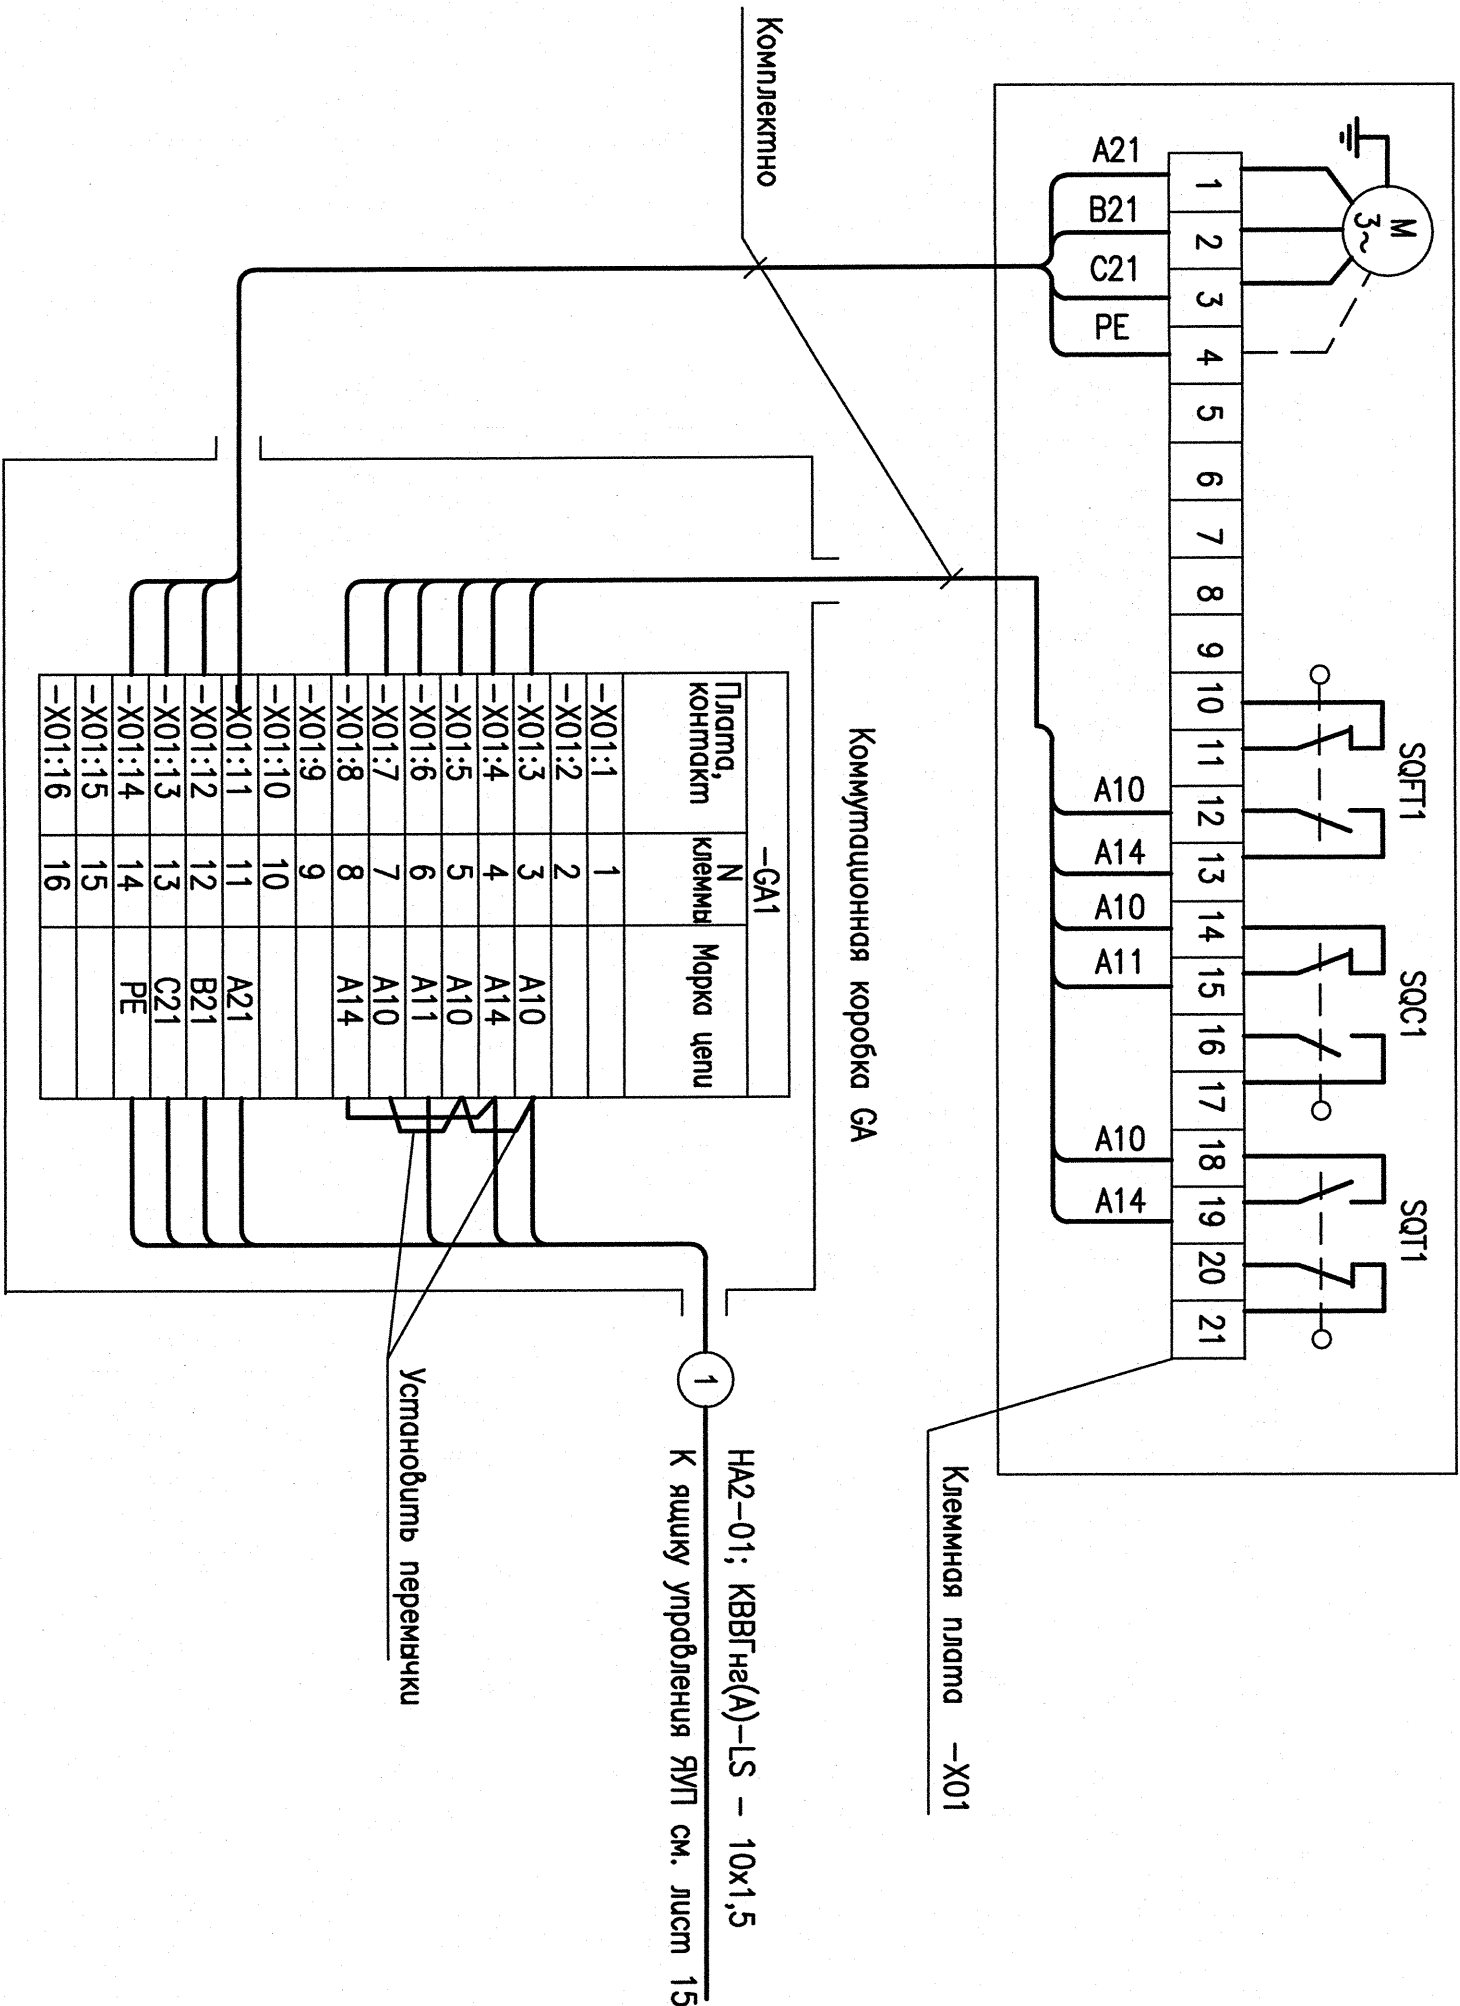 SQFT1
SQC1
SQT1
M
3~
1
2
3
4
5
6
7
8
9
10
11
12
13
14
15
16
17
18
19
20
21
A21
B21
C21
PE
A10
A14
A10
A11
A10
A14
Клеммная плата -X01
Комплектно
Коммутационная коробка GA
-GA1
Плата, контакт
N клеммы
Марка цепи
-X01:1 1
-X01:2 2
-X01:3 3 A10
-X01:4 4 A14
-X01:5 5 A10
-X01:6 6 A11
-X01:7 7 A10
-X01:8 8 A14
-X01:9 9
-X01:10 10
-X01:11 11 A21
-X01:12 12 B21
-X01:13 13 C21
-X01:14 14 PE
-X01:15 15
-X01:16 16
1
НА2-01; КВВГнг(А)-LS - 10x1,5
К ящику управления ЯУП см. лист 15
Установить перемычки